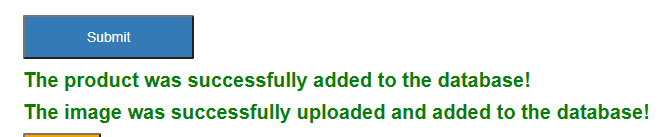 Submit
The product was successfully added to the database!
The image was successfully uploaded and added to the database!